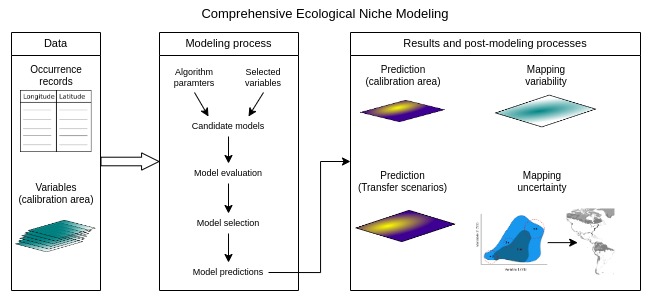 Comprehensive Ecological Niche Modeling
Data
Occurrence
records
Longitude Latitude
Variables
(calibration area)
Modeling process
Algorithm
paramters
Selected
variables
Candidate models
Model evaluation
Model selection
Model predictions
Results and post-modeling processes
Prediction
(calibration area)
Mapping
variability
Prediction
(Transfer scenarios)
Mapping
uncertainty